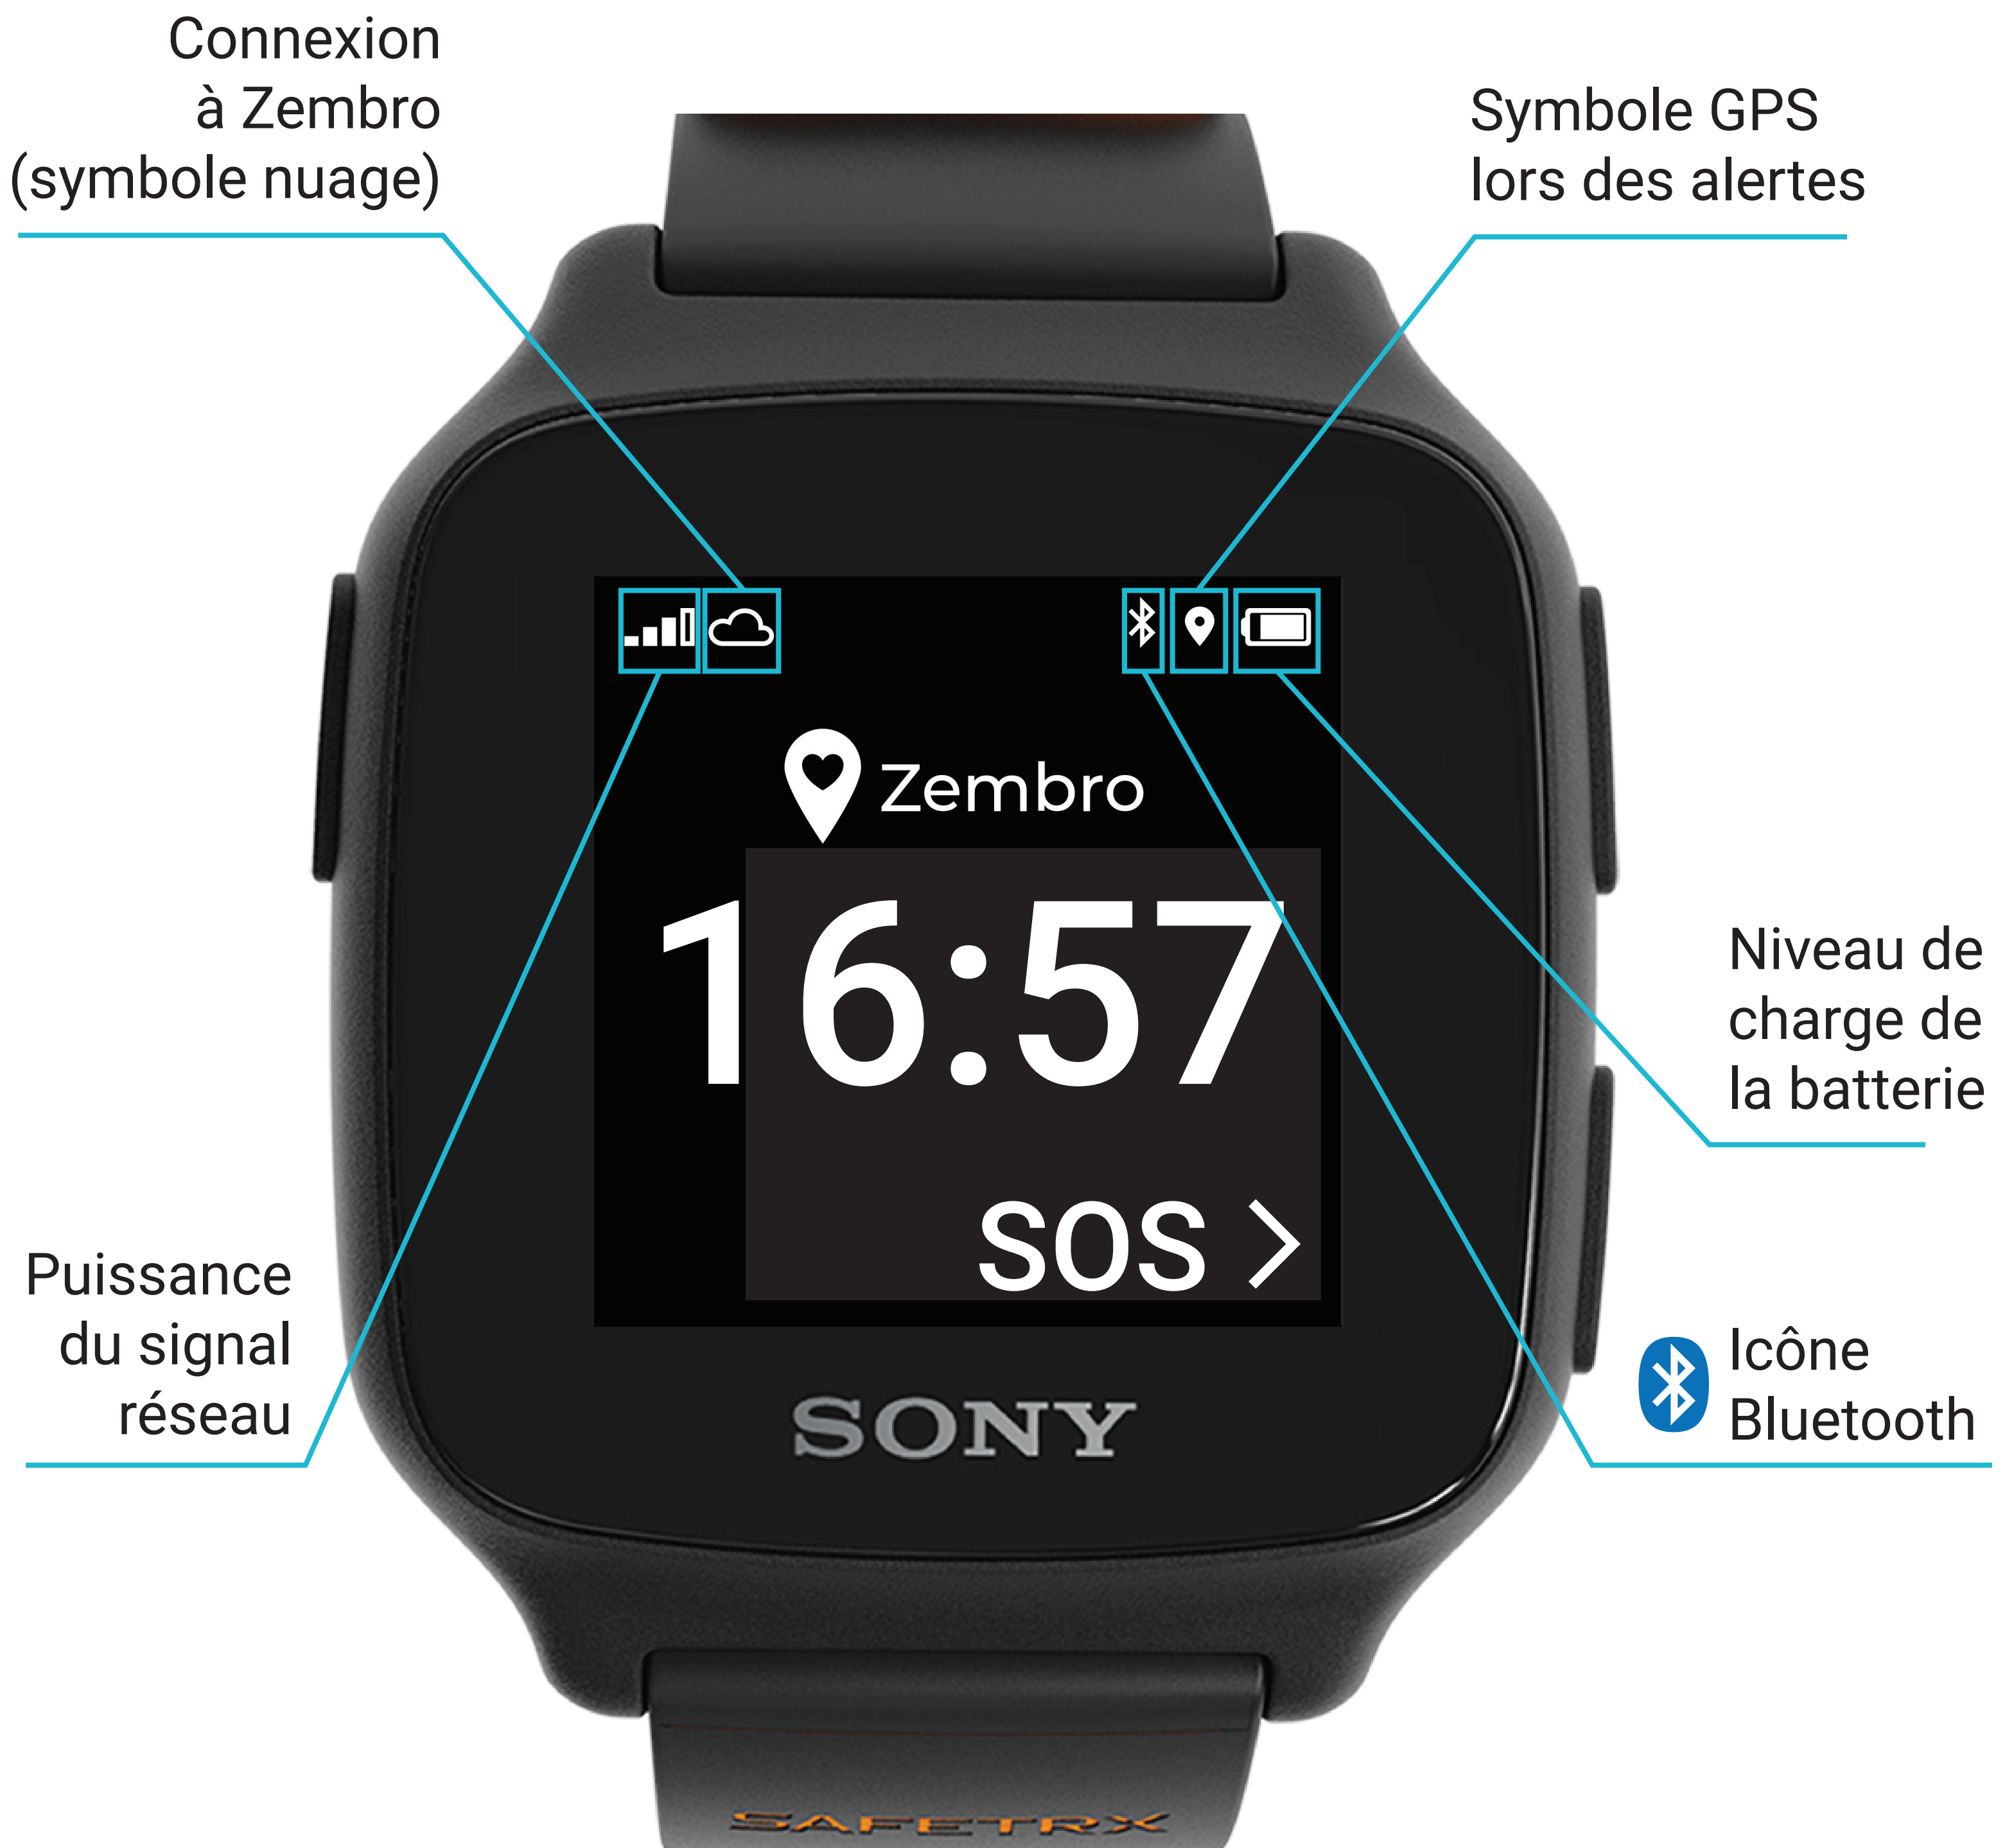 Connexion
à Zembro
(symbole nuage)
Symbole GPS
lors des alertes
Zembro
16:57
SOS >
Niveau de
charge de
la batterie
Puissance
du signal
réseau
Icône
Bluetooth
SONY
SAFETRX